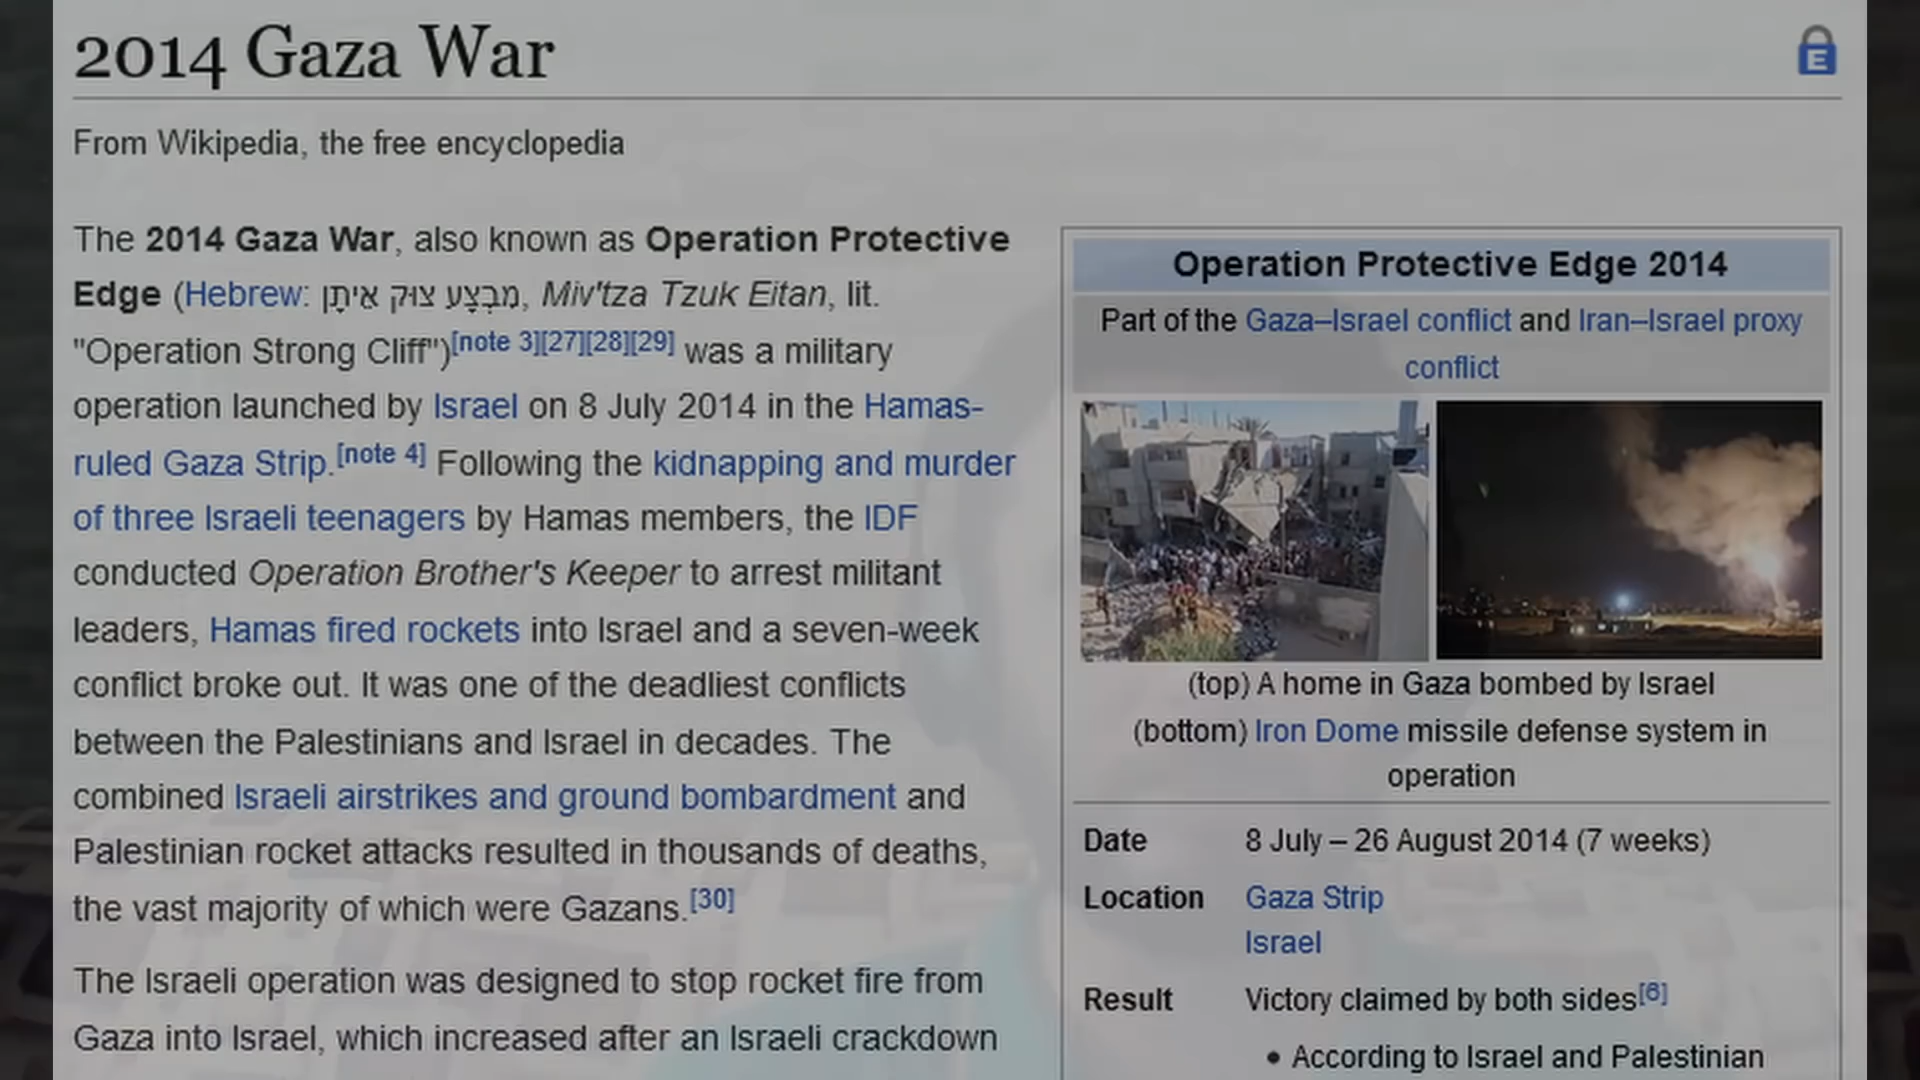 2014 Gaza War
E
From Wikipedia, the free encyclopedia
The 2014 Gaza War, also known as Operation Protective
Edge (Hebrew: מִבְצָע צוּק אֵיתָן, Miv'tza Tzuk Eitan, lit.
"Operation Strong Cliff")[note 3][27][28][29] was a military
operation launched by Israel on 8 July 2014 in the Hamas-
ruled Gaza Strip.[note 4] Following the kidnapping and murder
of three Israeli teenagers by Hamas members, the IDF
conducted Operation Brother's Keeper to arrest militant
leaders, Hamas fired rockets into Israel and a seven-week
conflict broke out. It was one of the deadliest conflicts
between the Palestinians and Israel in decades. The
combined Israeli airstrikes and ground bombardment and
Palestinian rocket attacks resulted in thousands of deaths,
the vast majority of which were Gazans.[30]
The Israeli operation was designed to stop rocket fire from
Gaza into Israel, which increased after an Israeli crackdown
Operation Protective Edge 2014
Part of the Gaza–Israel conflict and Iran–Israel proxy
conflict
(top) A home in Gaza bombed by Israel
(bottom) Iron Dome missile defense system in
operation
Date 8 July – 26 August 2014 (7 weeks)
Location Gaza Strip
Israel
Result Victory claimed by both sides[6]
• According to Israel and Palestinian